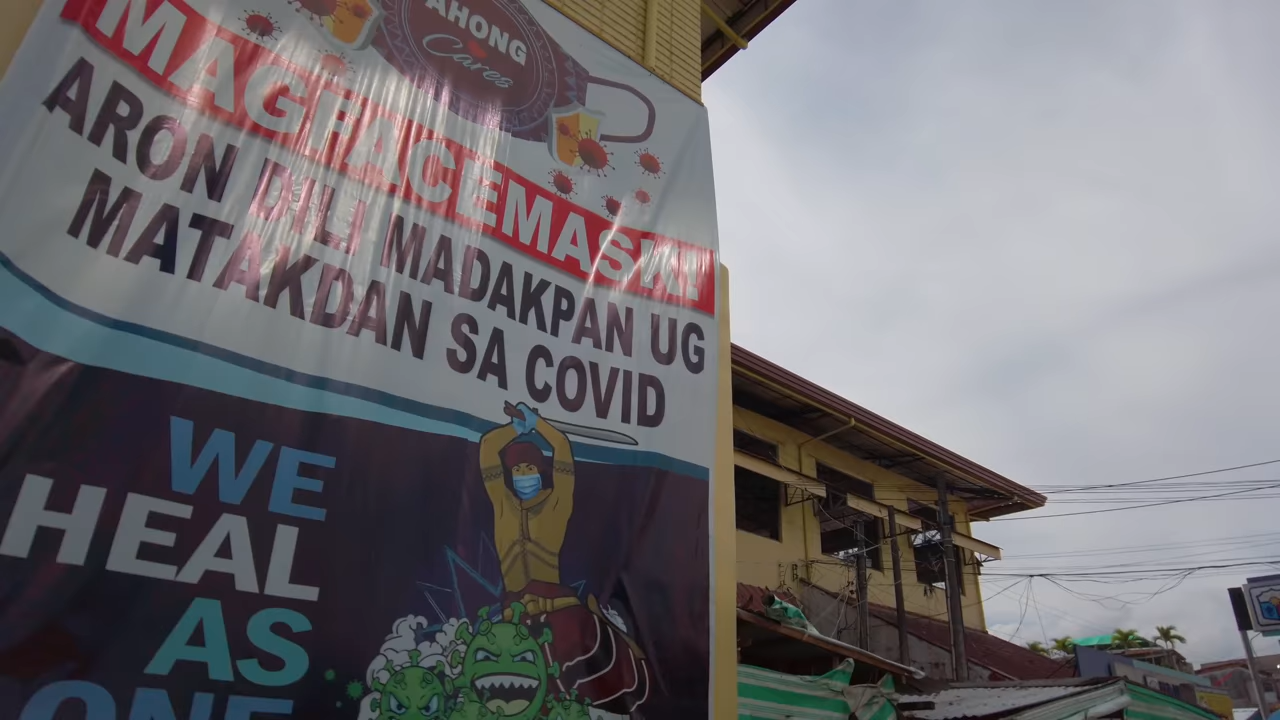 AHONG
Cares
MAGFACEMASK!
ARON DILI MADAKPAN UG
MATAKDAN SA COVID
WE
HEAL
AS
ONE